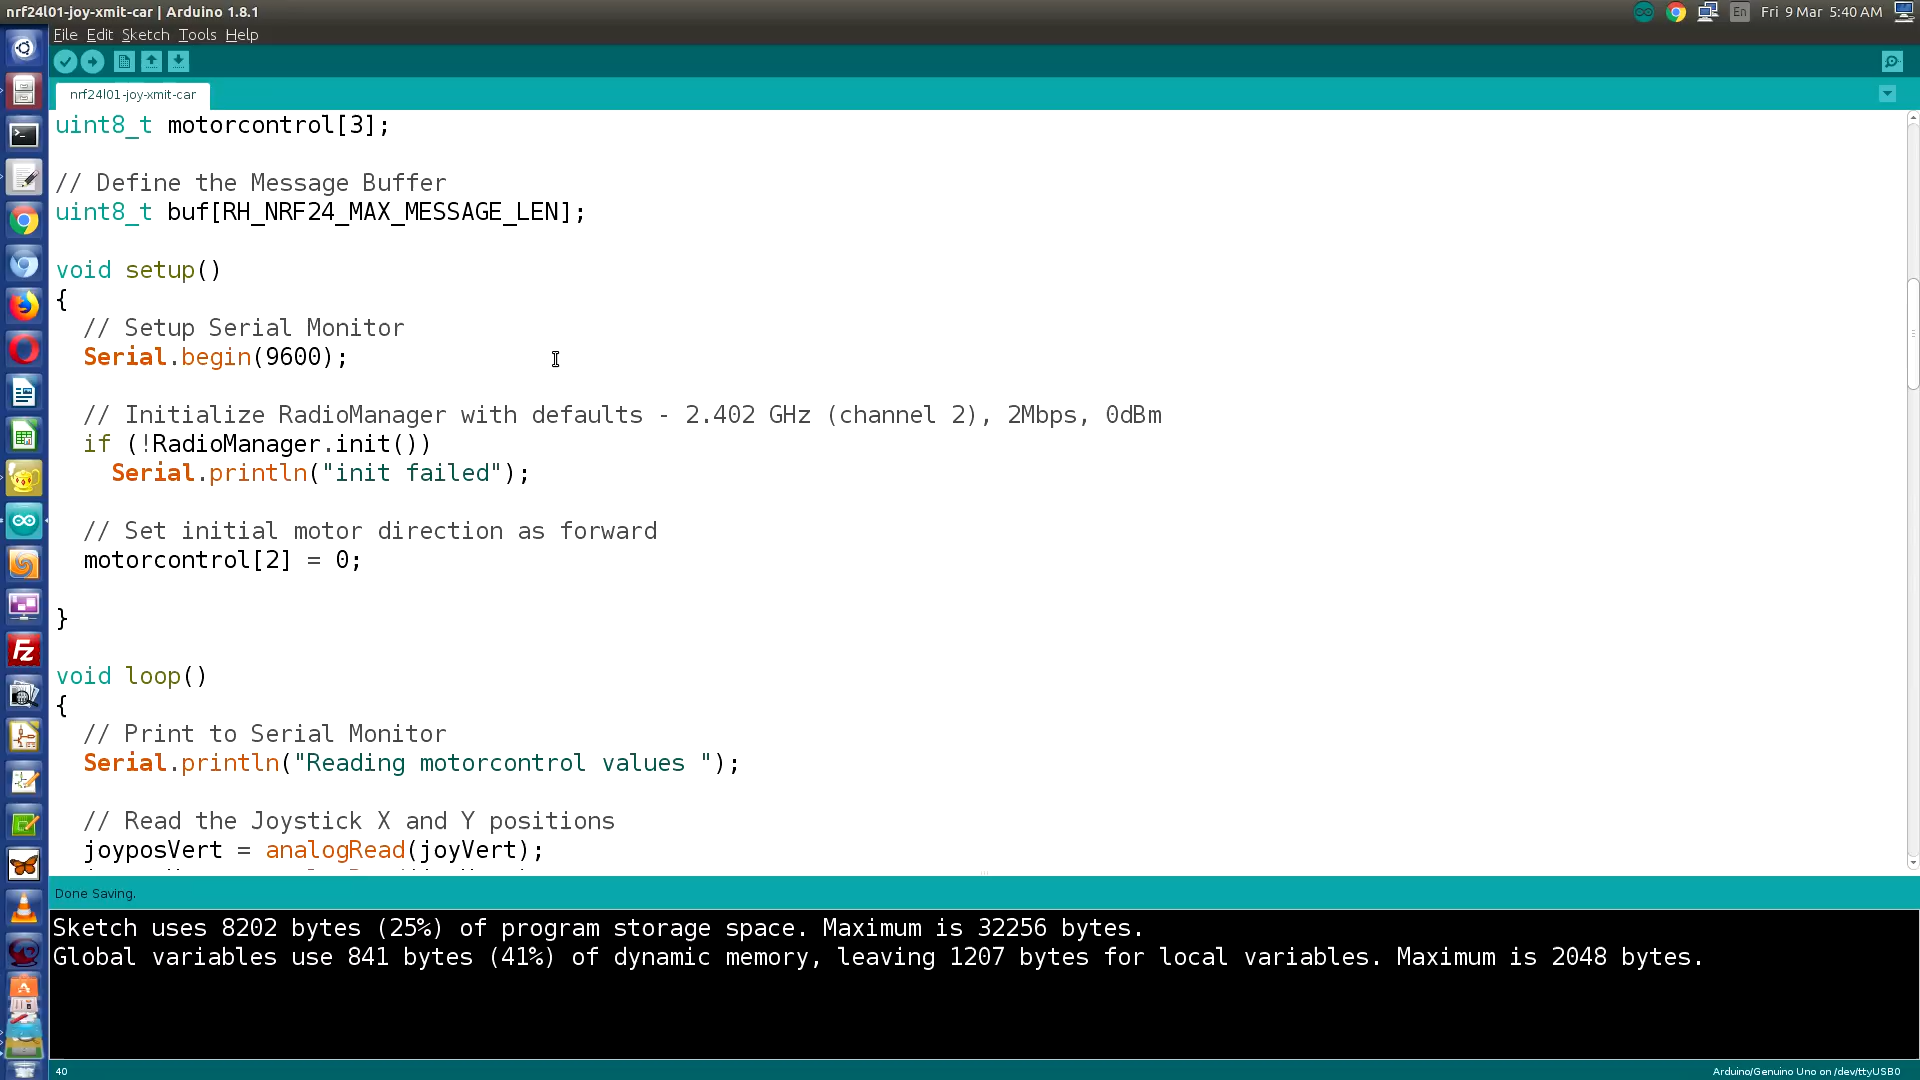 nrf24l01-joy-xmit-car | Arduino 1.8.1
En
Fri 9 Mar 5:40 AM
File Edit Sketch Tools Help
nrf24l01-joy-xmit-car
uint8_t motorcontrol[3];
// Define the Message Buffer
uint8_t buf[RH_NRF24_MAX_MESSAGE_LEN];
void setup()
{
// Setup Serial Monitor
Serial.begin(9600);
// Initialize RadioManager with defaults - 2.402 GHz (channel 2), 2Mbps, 0dBm
if (!RadioManager.init())
Serial.println("init failed");
// Set initial motor direction as forward
motorcontrol[2] = 0;
}
void loop()
{
// Print to Serial Monitor
Serial.println("Reading motorcontrol values ");
// Read the Joystick X and Y positions
joyposVert = analogRead(joyVert);
Done Saving.
Sketch uses 8202 bytes (25%) of program storage space. Maximum is 32256 bytes.
Global variables use 841 bytes (41%) of dynamic memory, leaving 1207 bytes for local variables. Maximum is 2048 bytes.
40
Arduino/Genuino Uno on /dev/ttyUSB0
Fz